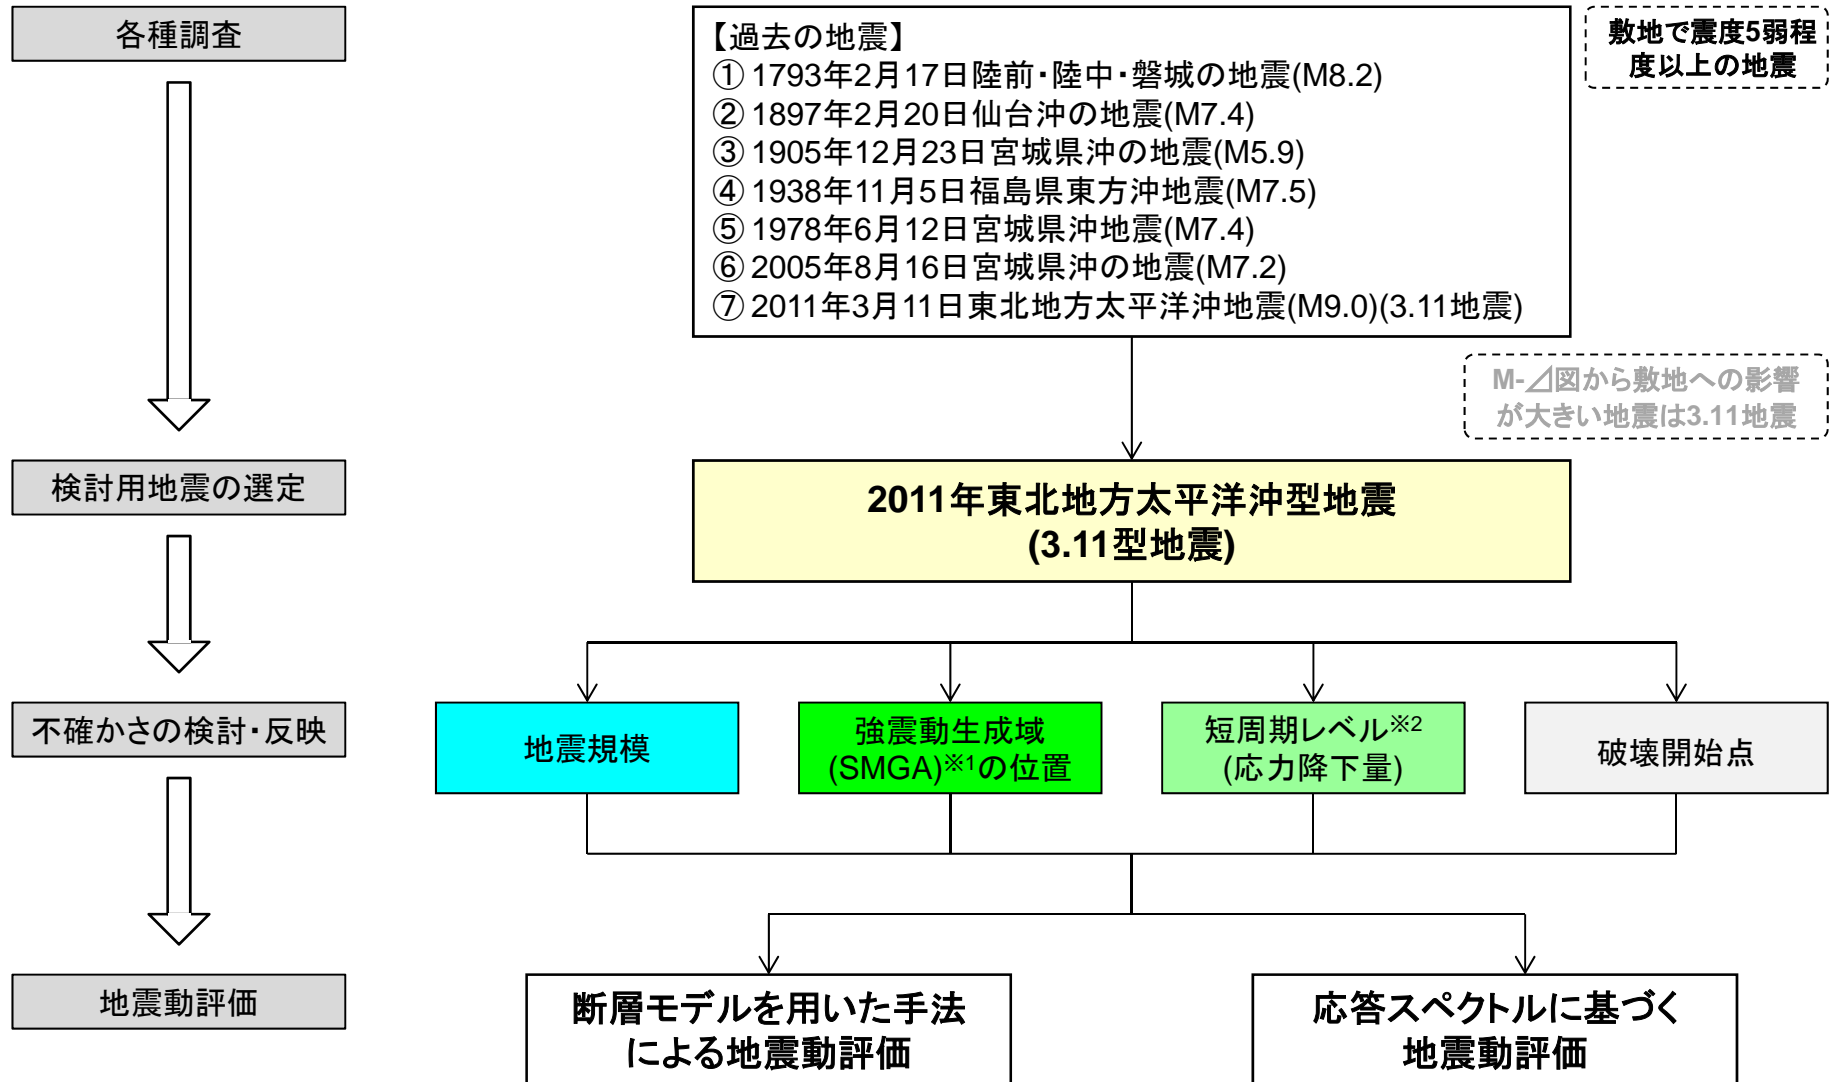 各種調査
【過去の地震】
① 1793年2月17日陸前・陸中・磐城の地震(M8.2)
② 1897年2月20日仙台沖の地震(M7.4)
③ 1905年12月23日宮城県沖の地震(M5.9)
④ 1938年11月5日福島県東方沖地震(M7.5)
⑤ 1978年6月12日宮城県沖地震(M7.4)
⑥ 2005年8月16日宮城県沖の地震(M7.2)
⑦ 2011年3月11日東北地方太平洋沖地震(M9.0)(3.11地震)
敷地で震度5弱程
度以上の地震
M-⊿図から敷地への影響
が大きい地震は3.11地震
検討用地震の選定
2011年東北地方太平洋沖型地震
(3.11型地震)
不確かさの検討・反映
地震規模
強震動生成域
(SMGA)※1の位置
短周期レベル※2
(応力降下量)
破壊開始点
地震動評価
断層モデルを用いた手法
による地震動評価
応答スペクトルに基づく
地震動評価